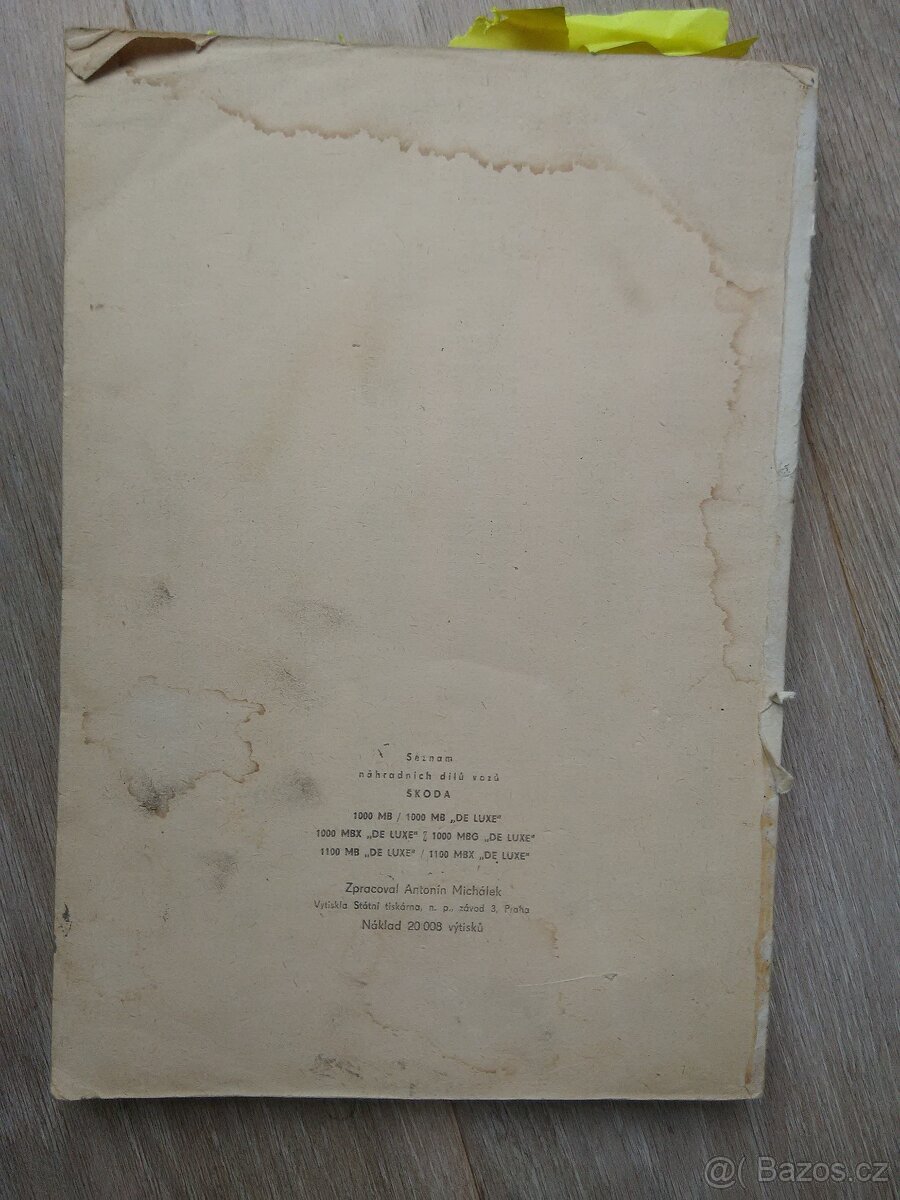 Seznam
náhradních dílů vozů
ŠKODA
1000 MB / 1000 MB „DE LUXE"
1000 MBX „DE LUXE" / 1000 MBG „DE LUXE"
1100 MB „DE LUXE" / 1100 MBX „DE LUXE"
Zpracoval Antonín Michálek
Vytiskla Státní tiskárna, n. p., závod 3, Praha
Náklad 20 008 výtisků
@( Bazos.cz